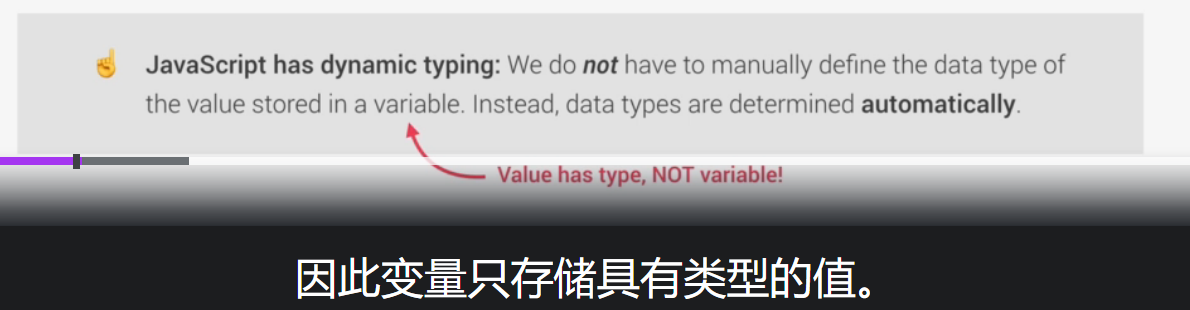 JavaScript has dynamic typing: We do not have to manually define the data type of
the value stored in a variable. Instead, data types are determined automatically.
Value has type, NOT variable!
因此变量只存储具有类型的值。